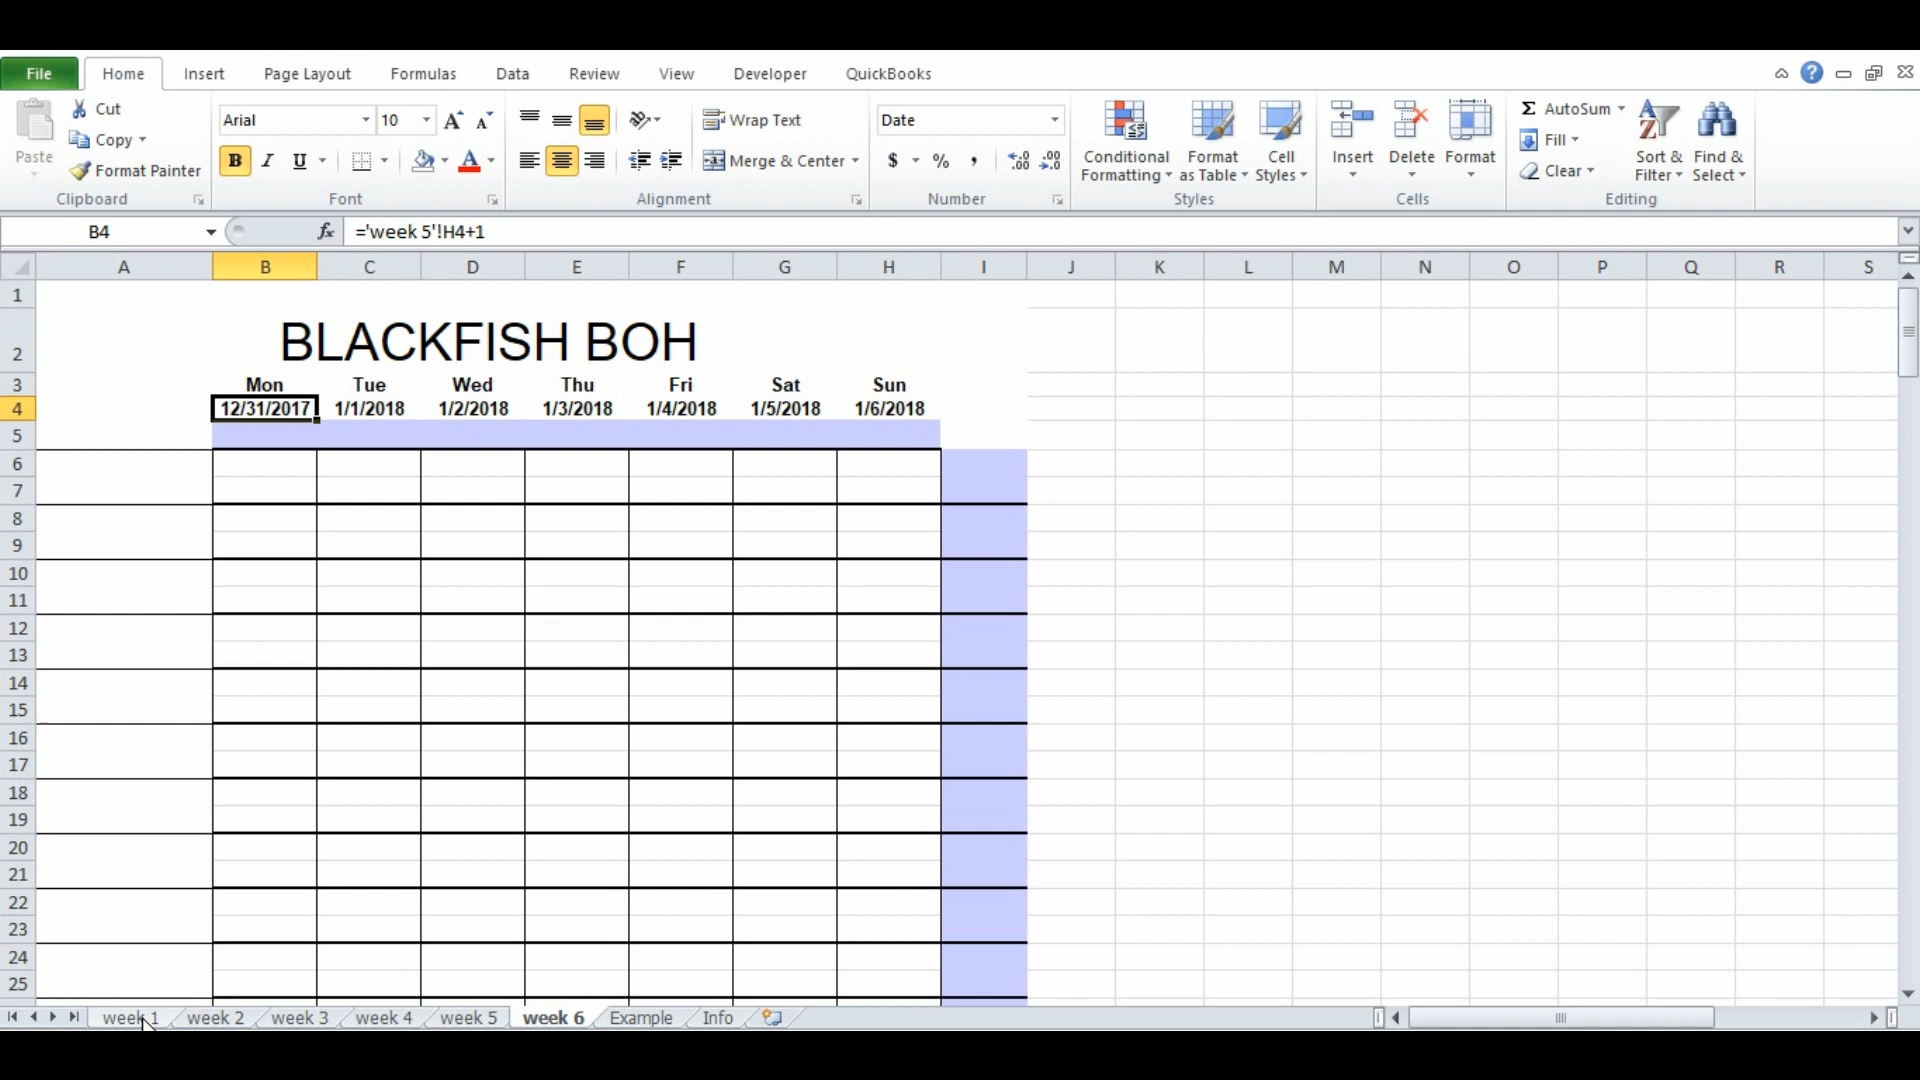 File Home Insert Page Layout Formulas Data Review View Developer QuickBooks
Paste
Cut
Copy
Format Painter
Clipboard
Arial 10
B I U
Font
Wrap Text
Merge & Center
Alignment
Date
$ % ,
Number
Conditional Formatting
Format as Table
Cell Styles
Styles
Insert Delete Format
Cells
AutoSum
Fill
Clear
Sort & Filter
Find & Select
Editing
B4 fx ='week 5'!H4+1
A B C D E F G H I J K L M N O P Q R S
1
2 BLACKFISH BOH
3 Mon Tue Wed Thu Fri Sat Sun
4 12/31/2017 1/1/2018 1/2/2018 1/3/2018 1/4/2018 1/5/2018 1/6/2018
5
6
7
8
9
10
11
12
13
14
15
16
17
18
19
20
21
22
23
24
25
week 1 week 2 week 3 week 4 week 5 week 6 Example Info